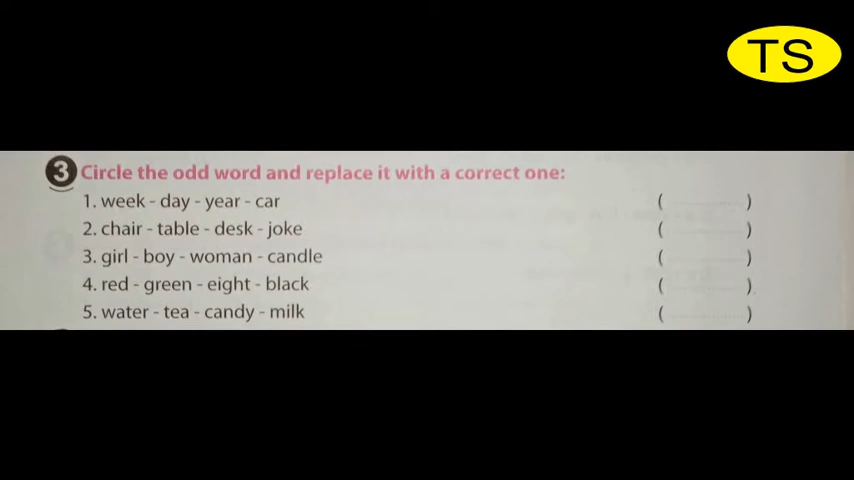 TS
3 Circle the odd word and replace it with a correct one:
1. week - day - year - car ( .................. )
2. chair - table - desk - joke ( .................. )
3. girl - boy - woman - candle ( .................. )
4. red - green - eight - black ( .................. )
5. water - tea - candy - milk ( .................. )